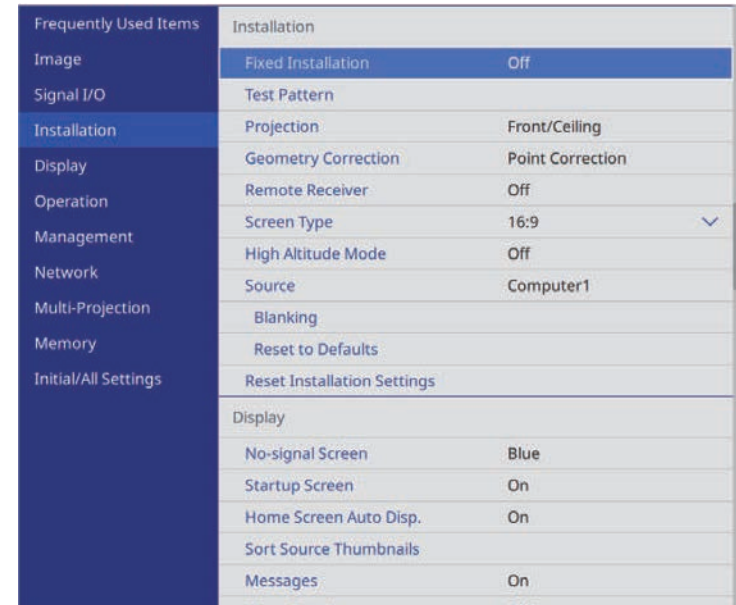 Frequently Used Items
Image
Signal I/O
Installation
Display
Operation
Management
Network
Multi-Projection
Memory
Initial/All Settings
Installation
Fixed Installation Off
Test Pattern
Projection Front/Ceiling
Geometry Correction Point Correction
Remote Receiver Off
Screen Type 16:9
High Altitude Mode Off
Source Computer1
Blanking
Reset to Defaults
Reset Installation Settings
Display
No-signal Screen Blue
Startup Screen On
Home Screen Auto Disp. On
Sort Source Thumbnails
Messages On